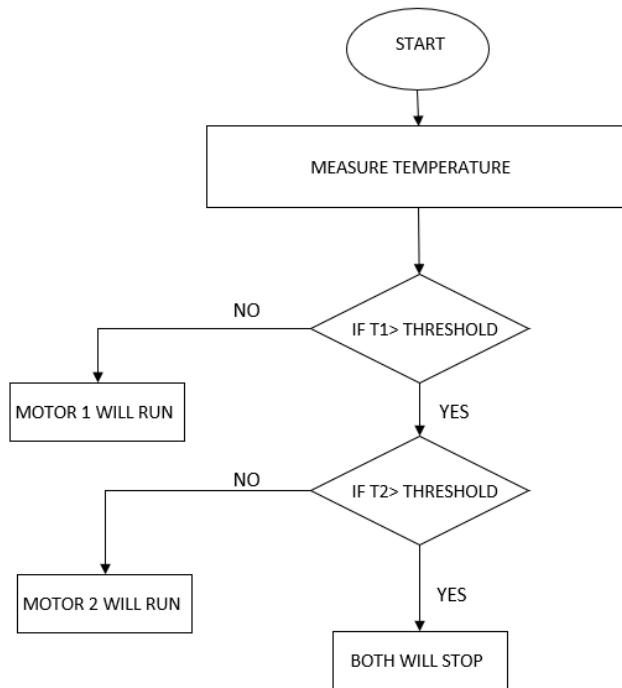 START
MEASURE TEMPERATURE
NO
IF T1> THRESHOLD
MOTOR 1 WILL RUN
YES
NO
IF T2> THRESHOLD
MOTOR 2 WILL RUN
YES
BOTH WILL STOP